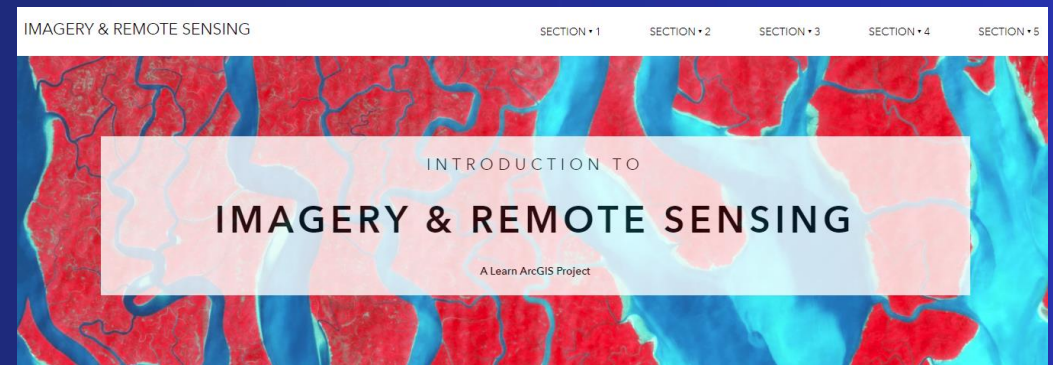 IMAGERY & REMOTE SENSING
SECTION • 1
SECTION • 2
SECTION • 3
SECTION • 4
SECTION • 5
INTRODUCTION TO
IMAGERY & REMOTE SENSING
A Learn ArcGIS Project